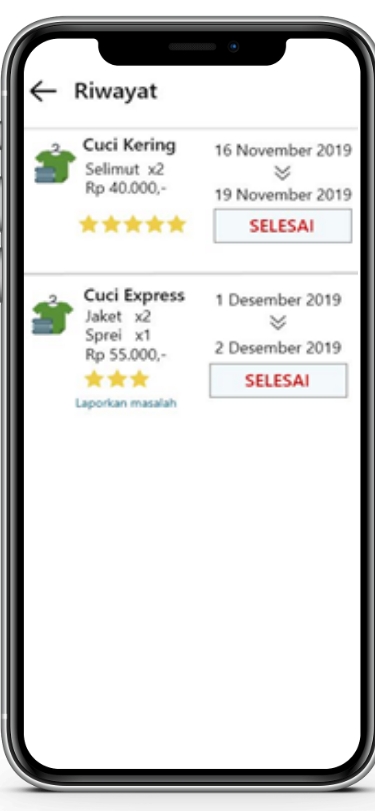 Riwayat
Cuci Kering
Selimut x2
Rp 40.000,-
16 November 2019
19 November 2019
SELESAI
Cuci Express
Jaket x2
Sprei x1
Rp 55.000,-
Laporkan masalah
1 Desember 2019
2 Desember 2019
SELESAI